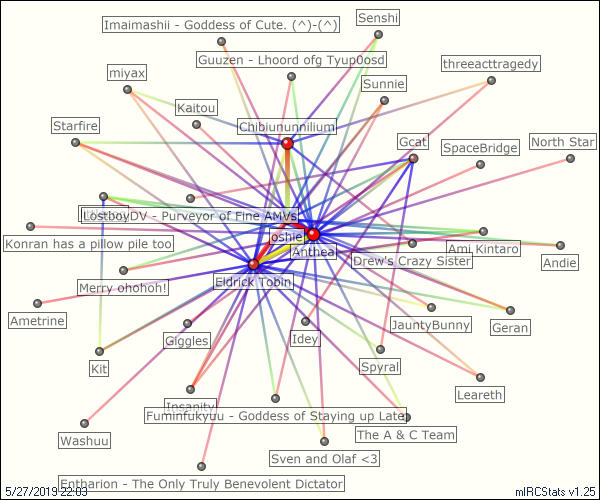 Imaimashii - Goddess of Cute. (^)-(^)
Senshi
Guuzen - Lhoord ofg Tyup0osd
threeacttragedy
miyax
Sunnie
Kaitou
Chibiununnilium
Starfire
Gcat
SpaceBridge
North Star
LostboyDV - Purveyor of Fine AMVs
Joshie
Konran has a pillow pile too
Anthea
Ami Kintaro
Andie
Drew's Crazy Sister
Eldrick Tobin
Merry ohohoh!
Ametrine
JauntyBunny
Geran
Giggles
Idey
Spyral
Kit
Leareth
Insanity
Fuminfukyuu - Goddess of Staying up Late
Washuu
The A & C Team
Sven and Olaf <3
Entharion - The Only Truly Benevolent Dictator
5/27/2019 22:03
mIRCStats v1.25